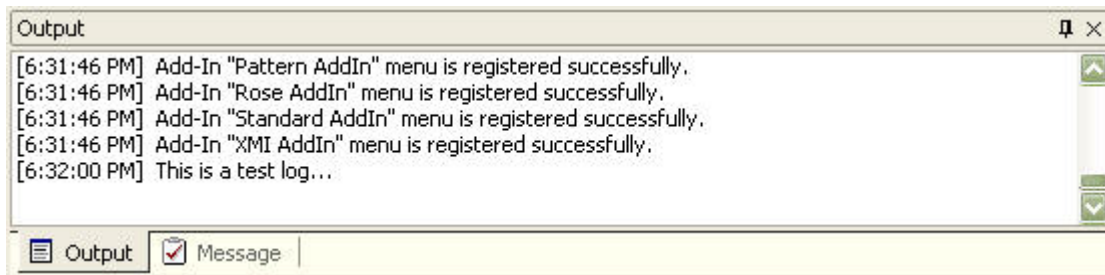 Output
[6:31:46 PM] Add-In "Pattern AddIn" menu is registered successfully.
[6:31:46 PM] Add-In "Rose AddIn" menu is registered successfully.
[6:31:46 PM] Add-In "Standard AddIn" menu is registered successfully.
[6:31:46 PM] Add-In "XMI AddIn" menu is registered successfully.
[6:32:00 PM] This is a test log...
Output Message